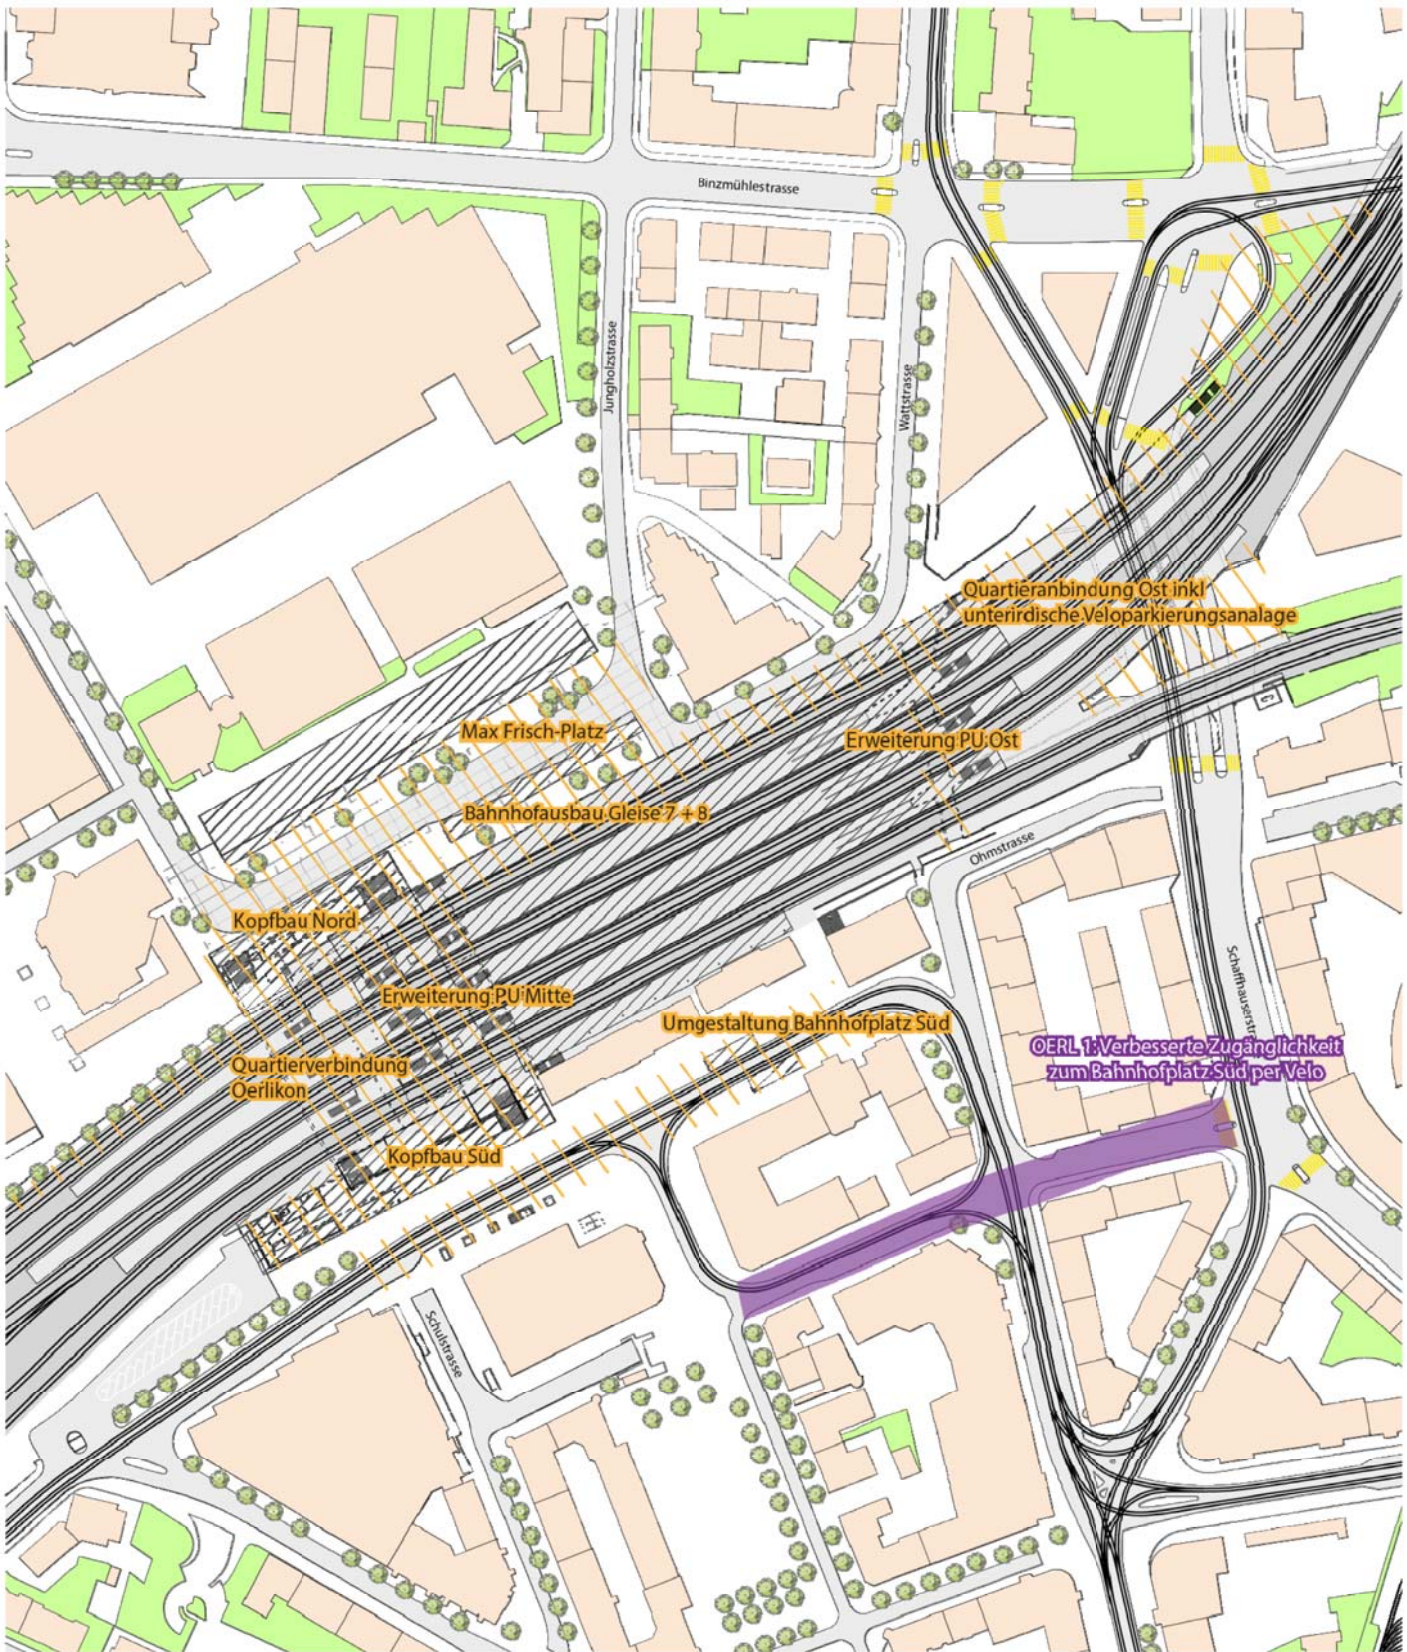 Binzmühlestrasse
Jungholzstrasse
Wattstrasse
Quartieranbindung Ost inkl
unterirdische Veloparkierungsanalage
Max Frisch-Platz
Erweiterung PU Ost
Bahnhofausbau Gleise 7 + 8
Ohmstrasse
Kopfbau Nord
Erweiterung PU Mitte
Umgestaltung Bahnhofplatz Süd
Schaffhauserstr
OERL 1: Verbesserte Zugänglichkeit
zum Bahnhofplatz Süd per Velo
Quartierverbindung
Oerlikon
Kopfbau Süd
Schulstrasse